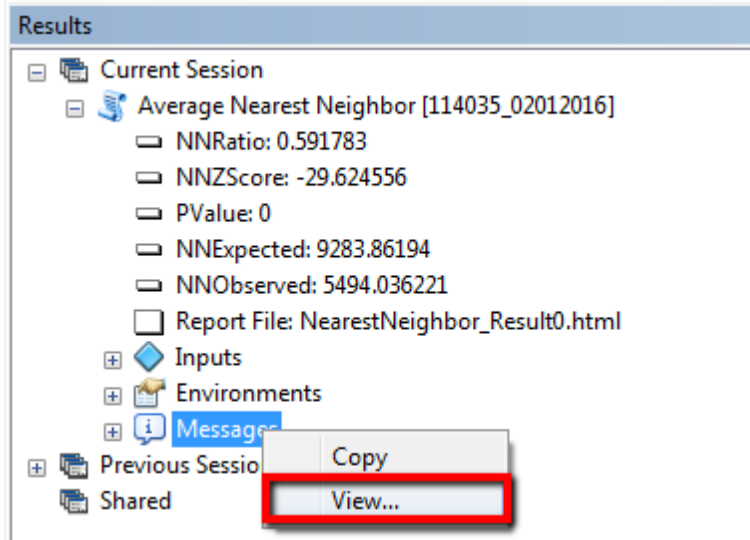 Results
Current Session
Average Nearest Neighbor [114035_02012016]
NNRatio: 0.591783
NNZScore: -29.624556
PValue: 0
NNExpected: 9283.86194
NNObserved: 5494.036221
Report File: NearestNeighbor_Result0.html
Inputs
Environments
Messages
Copy
Previous Sessio
View...
Shared